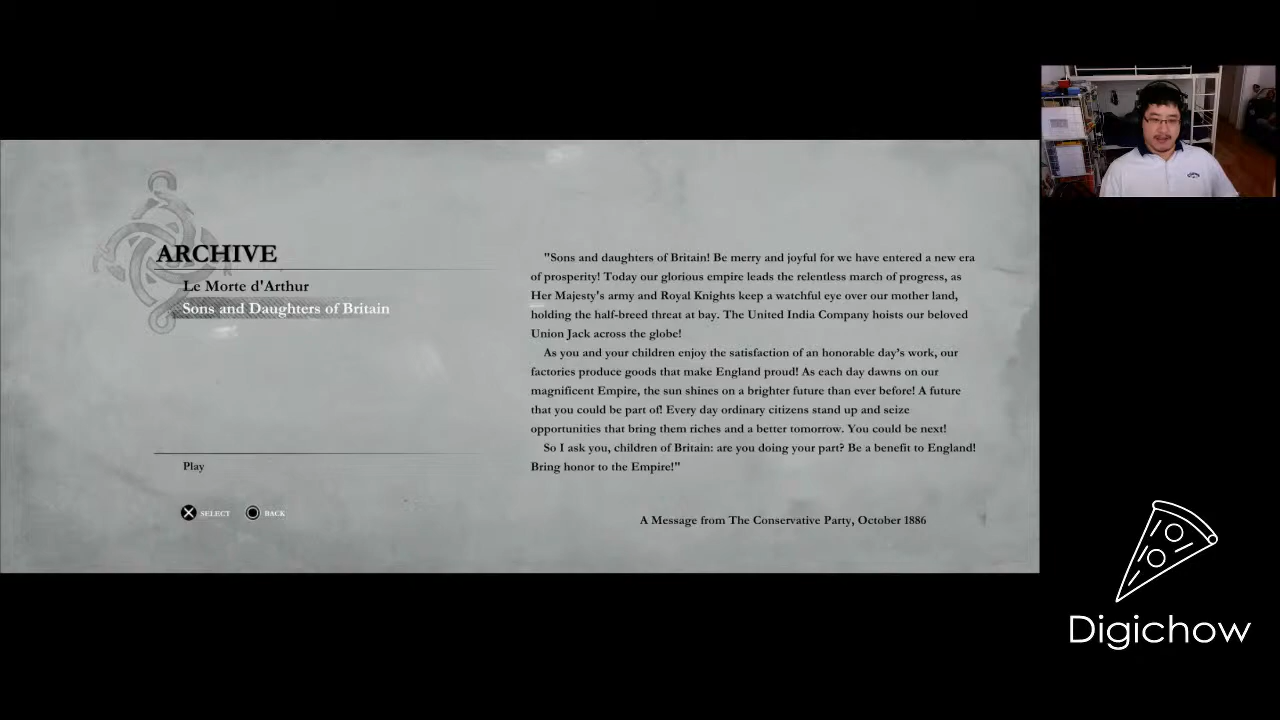 ARCHIVE
Le Morte d'Arthur
Sons and Daughters of Britain
Play
SELECT
BACK
"Sons and daughters of Britain! Be merry and joyful for we have entered a new era
of prosperity! Today our glorious empire leads the relentless march of progress, as
Her Majesty's army and Royal Knights keep a watchful eye over our mother land,
holding the half-breed threat at bay. The United India Company hoists our beloved
Union Jack across the globe!
As you and your children enjoy the satisfaction of an honorable day's work, our
factories produce goods that make England proud! As each day dawns on our
magnificent Empire, the sun shines on a brighter future than ever before! A future
that you could be part of! Every day ordinary citizens stand up and seize
opportunities that bring them riches and a better tomorrow. You could be next!
So I ask you, children of Britain: are you doing your part? Be a benefit to England!
Bring honor to the Empire!"
A Message from The Conservative Party, October 1886
Digichow